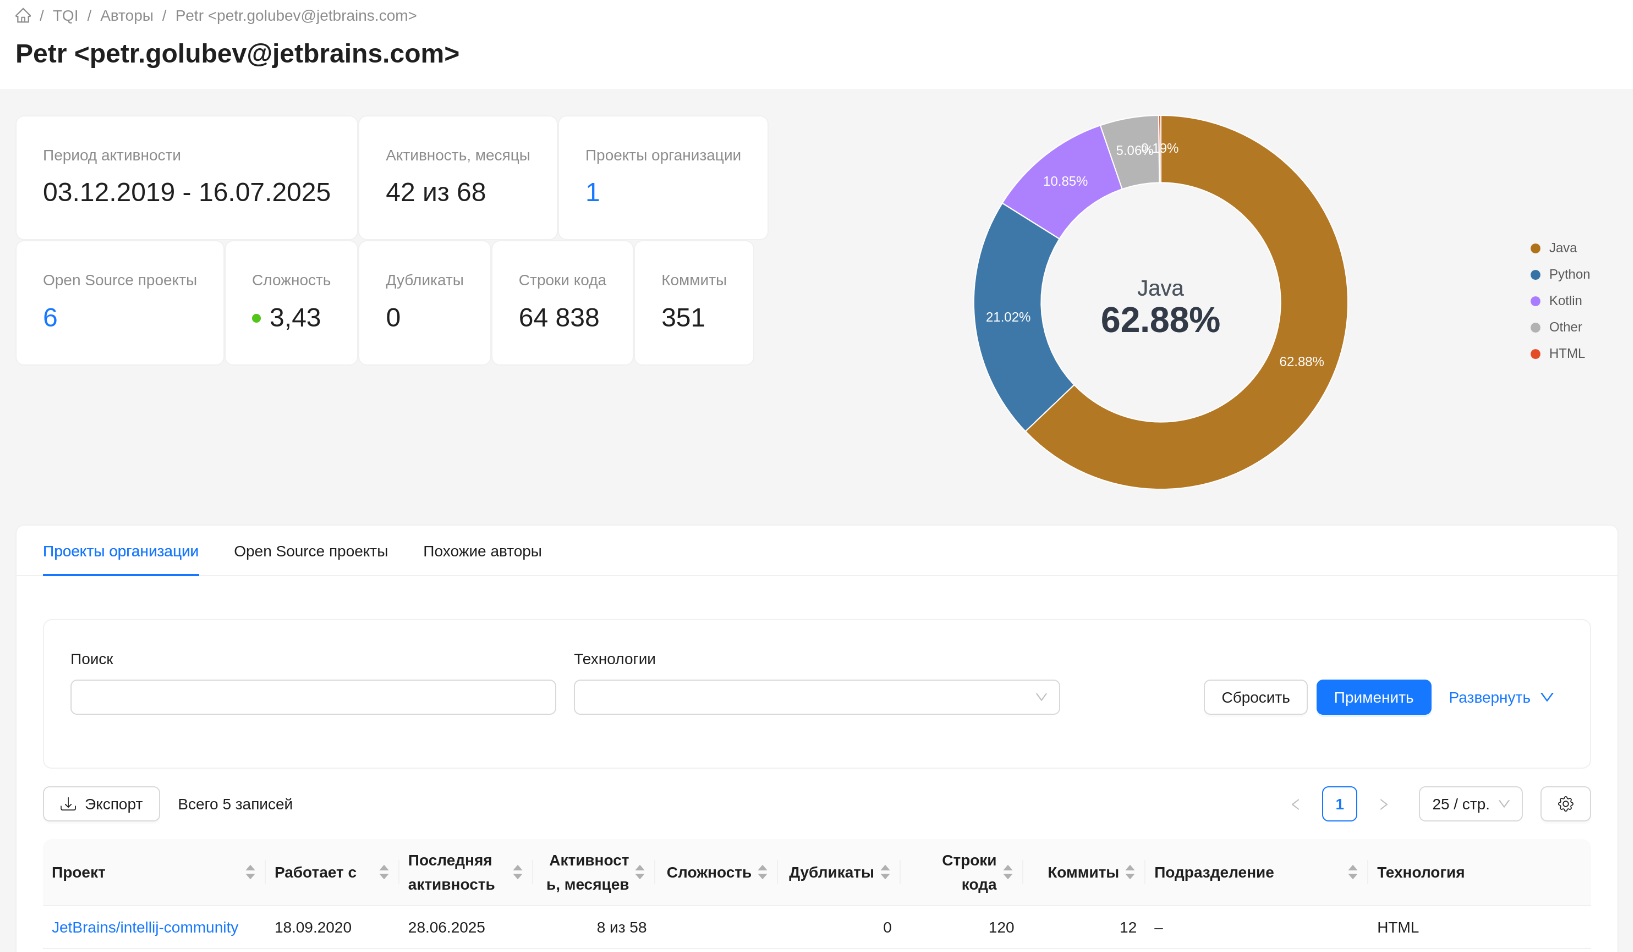 / TQI / Авторы / Petr <petr.golubev@jetbrains.com>
Petr <petr.golubev@jetbrains.com>
Период активности
03.12.2019 - 16.07.2025
Активность, месяцы
42 из 68
Проекты организации
1
Open Source проекты
6
Сложность
3,43
Дубликаты
0
Строки кода
64 838
Коммиты
351
5.06%
0.19%
10.85%
21.02%
62.88%
Java
62.88%
Java
Python
Kotlin
Other
HTML
Проекты организации Open Source проекты Похожие авторы
Поиск
Технологии
Сбросить Применить Развернуть
Экспорт Всего 5 записей 1 25 / стр.
Проект
Работает с
Последняя
активность
Активност
ь, месяцев
Сложность
Дубликаты
Строки
кода
Коммиты
Подразделение
Технология
JetBrains/intellij-community 18.09.2020 28.06.2025 8 из 58 0 120 12 – HTML